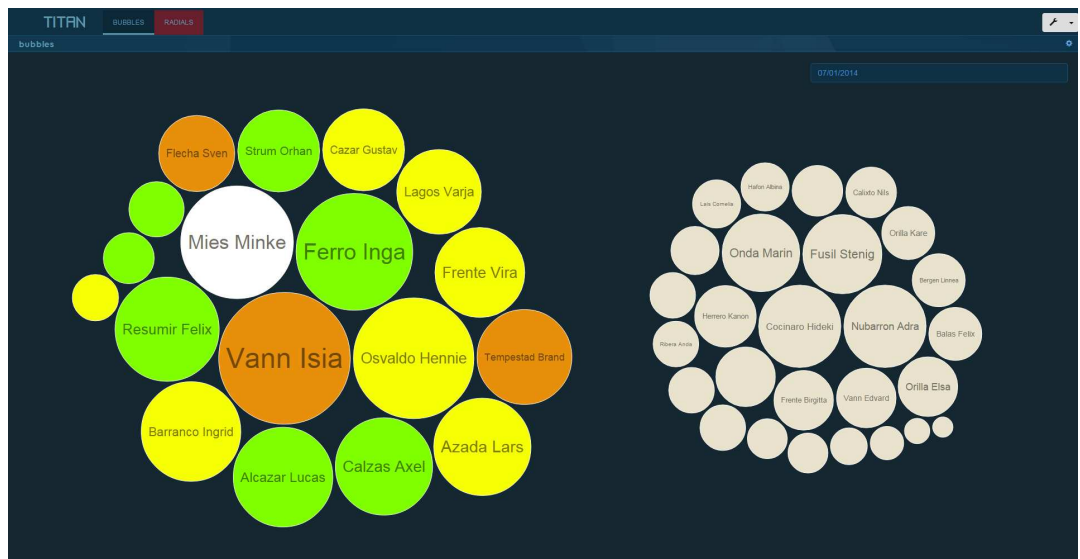 TITAN
BUBBLES
RADIALS
bubbles
07/01/2014
Flecha Sven
Strum Orhan
Cazar Gustav
Lagos Varja
Mies Minke
Ferro Inga
Frente Vira
Resumir Felix
Vann Isia
Osvaldo Hennie
Tempestad Brand
Barranco Ingrid
Alcazar Lucas
Calzas Axel
Azada Lars
Hafon Albins
Lais Cornelia
Calixto Nils
Onda Marin
Fusil Stenig
Orilla Kare
Bergen Linnea
Herrero Kanon
Cocinaro Hideki
Nubarron Adra
Balas Felix
Frente Birgitta
Vann Edvard
Orilla Elsa